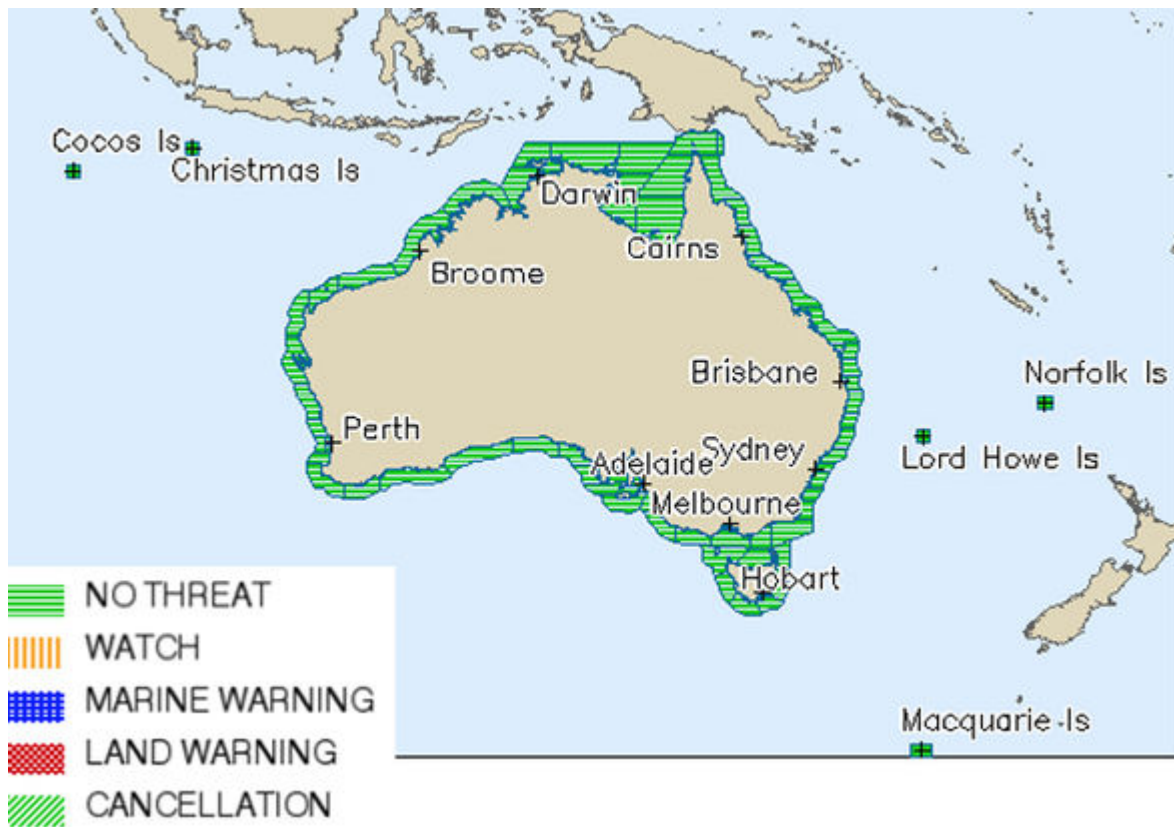 Cocos Is
Christmas Is
Darwin
Cairns
Broome
Brisbane
Norfolk Is
Perth
Sydney
Lord Howe Is
Adelaide
Melbourne
Hobart
NO THREAT
WATCH
MARINE WARNING
Macquarie Is
LAND WARNING
CANCELLATION